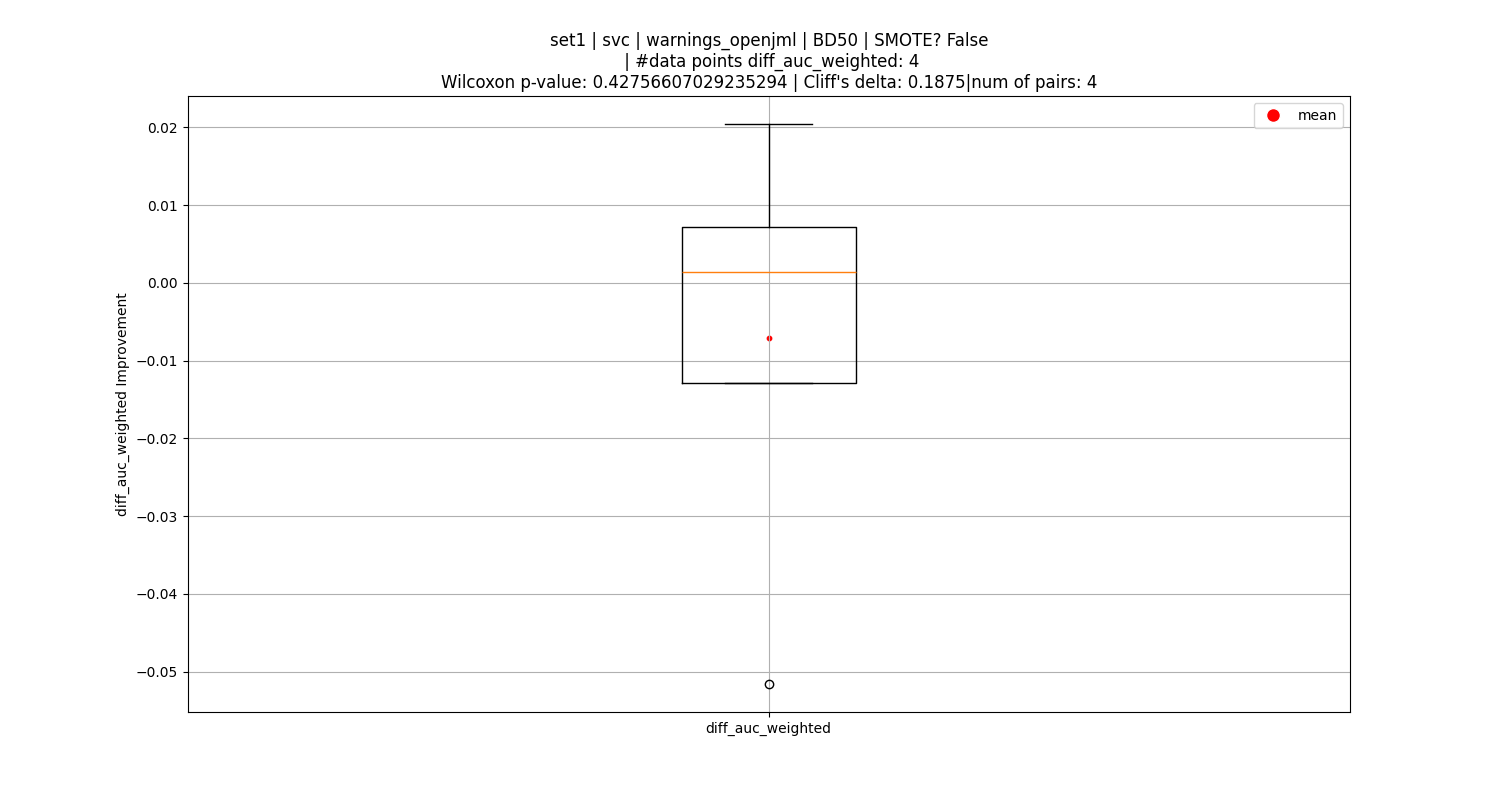 set1 | svc | warnings_openjml | BD50 | SMOTE? False
| #data points diff_auc_weighted: 4
Wilcoxon p-value: 0.42756607029235294 | Cliff's delta: 0.1875|num of pairs: 4
mean
0.02
0.01
0.00
−0.01
−0.02
−0.03
−0.04
−0.05
diff_auc_weighted Improvement
diff_auc_weighted